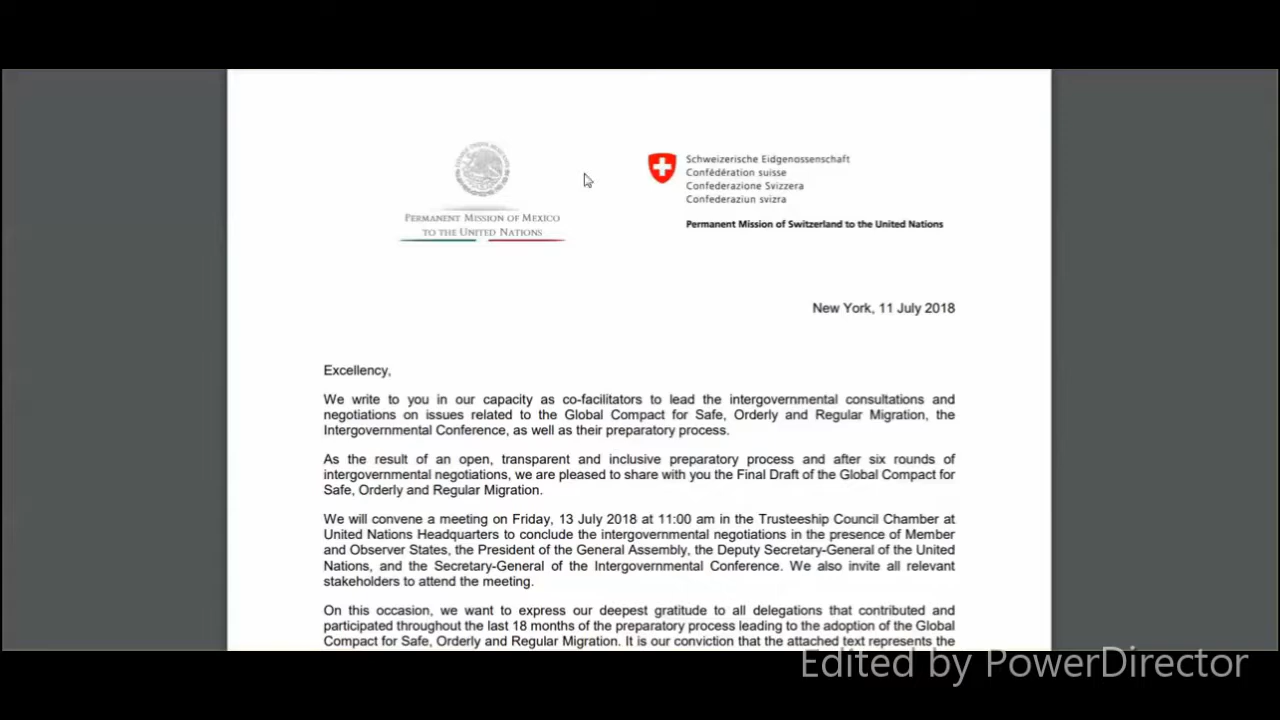 PERMANENT MISSION OF MEXICO
TO THE UNITED NATIONS
Schweizerische Eidgenossenschaft
Confédération suisse
Confederazione Svizzera
Confederaziun svizra
Permanent Mission of Switzerland to the United Nations
New York, 11 July 2018
Excellency,
We write to you in our capacity as co-facilitators to lead the intergovernmental consultations and
negotiations on issues related to the Global Compact for Safe, Orderly and Regular Migration, the
Intergovernmental Conference, as well as their preparatory process.
As the result of an open, transparent and inclusive preparatory process and after six rounds of
intergovernmental negotiations, we are pleased to share with you the Final Draft of the Global Compact for
Safe, Orderly and Regular Migration.
We will convene a meeting on Friday, 13 July 2018 at 11:00 am in the Trusteeship Council Chamber at
United Nations Headquarters to conclude the intergovernmental negotiations in the presence of Member
and Observer States, the President of the General Assembly, the Deputy Secretary-General of the United
Nations, and the Secretary-General of the Intergovernmental Conference. We also invite all relevant
stakeholders to attend the meeting.
On this occasion, we want to express our deepest gratitude to all delegations that contributed and
participated throughout the last 18 months of the preparatory process leading to the adoption of the Global
Compact for Safe, Orderly and Regular Migration. It is our conviction that the attached text represents the
Edited by PowerDirector